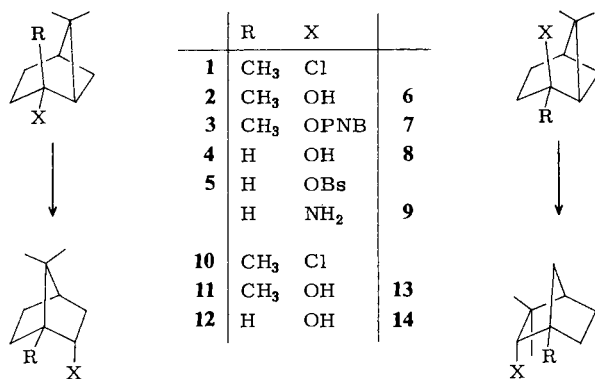 R X
R
X
1 CH3 Cl
2 CH3 OH 6
3 CH3 OPNB 7
4 H OH 8
5 H OBs
H NH2 9
10 CH3 Cl
11 CH3 OH 13
12 H OH 14
X
R
R
X
R
X